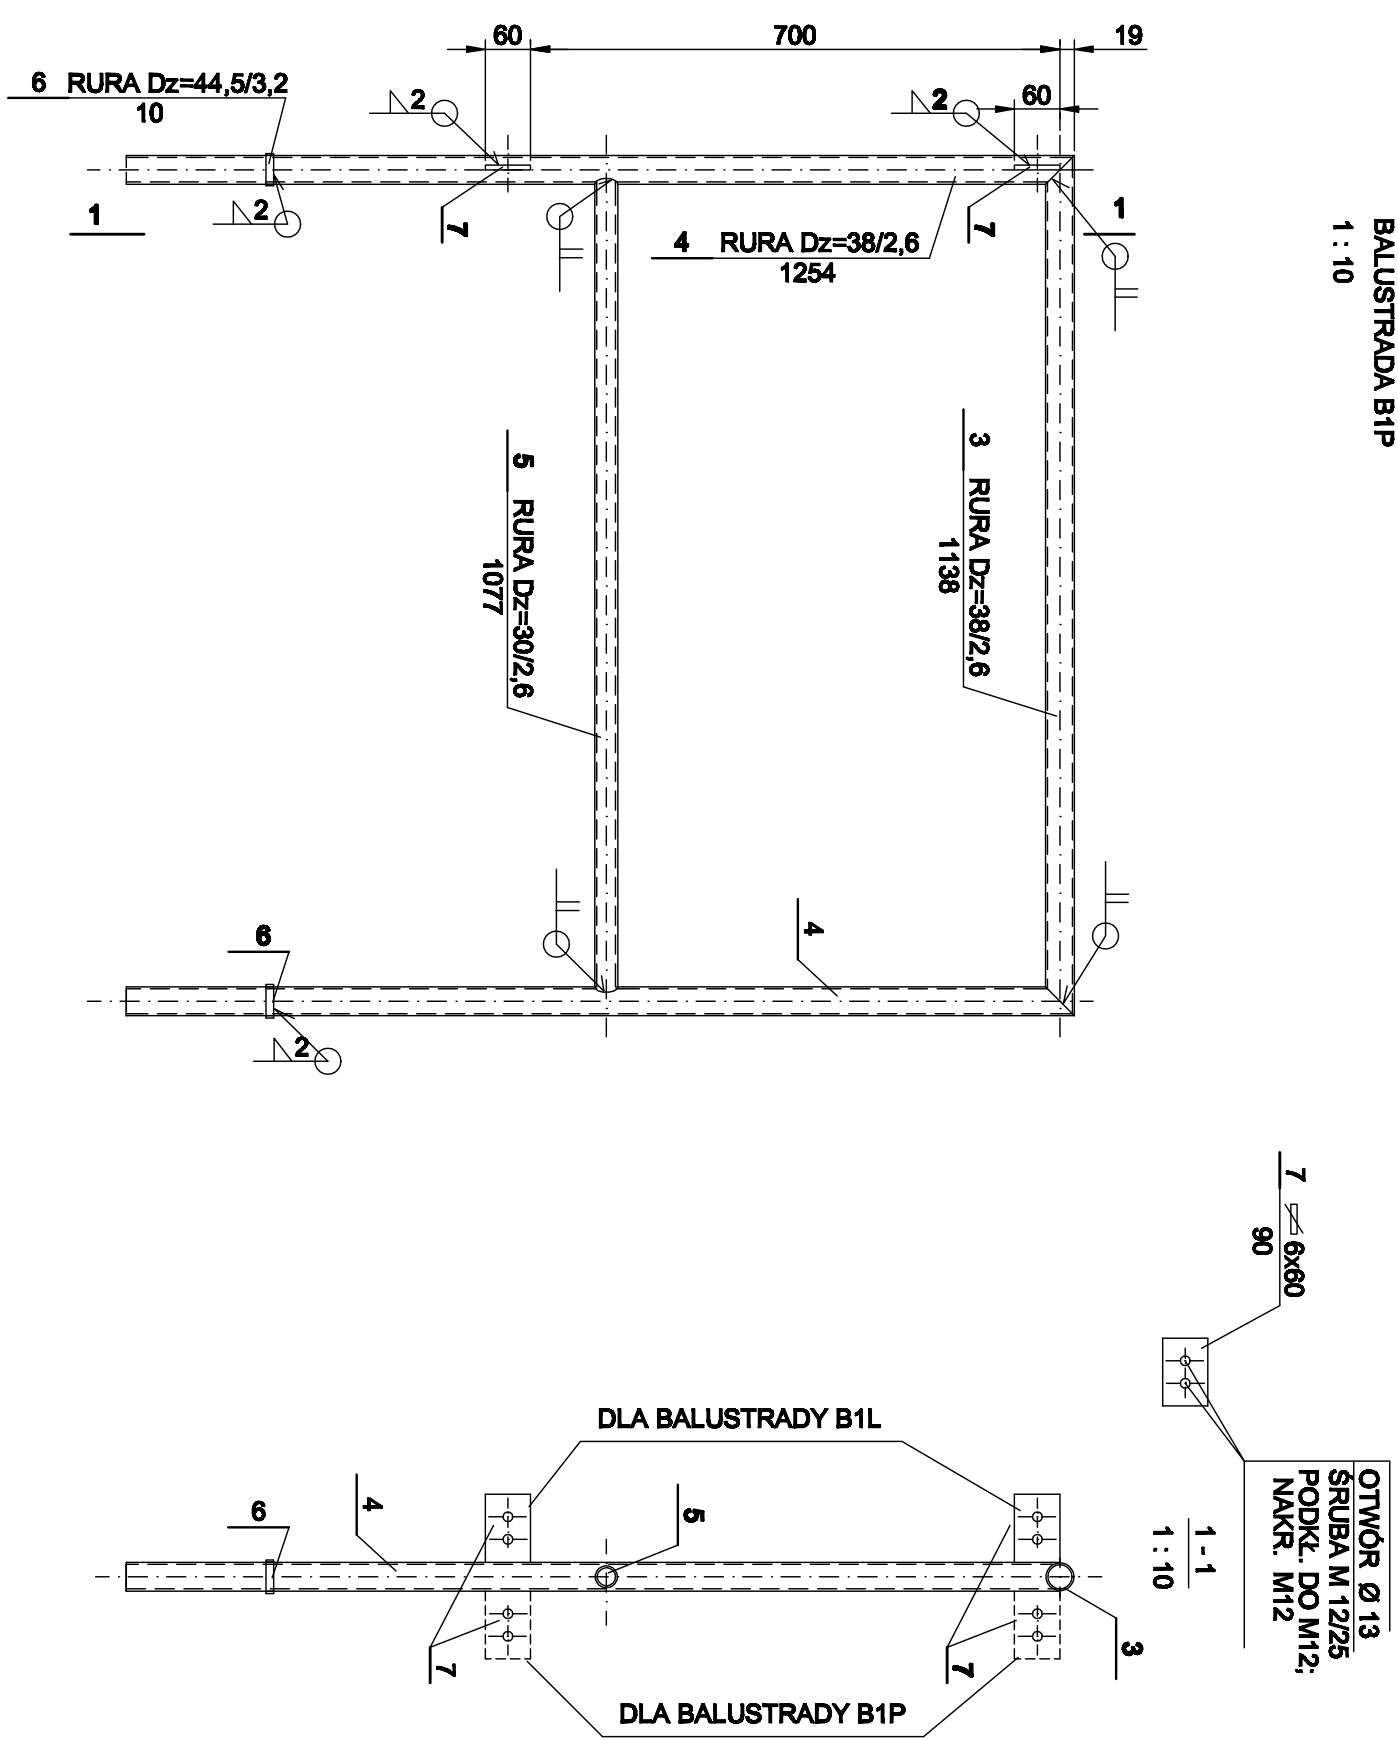 60
700
19
6 RURA Dz=44,5/3,2
10
2
2
60
1
2
7
4 RURA Dz=38/2,6
1254
7
1
BALUSTRADA B1P
1 : 10
5 RURA Dz=30/2,6
1077
3 RURA Dz=38/2,6
1138
6
4
2
7 6x60
90
OTWÓR Ø 13
ŚRUBA M 12/25
PODKŁ. DO M12;
NAKR. M12
1 - 1
1 : 10
DLA BALUSTRADY B1L
6
4
5
7
7
3
DLA BALUSTRADY B1P